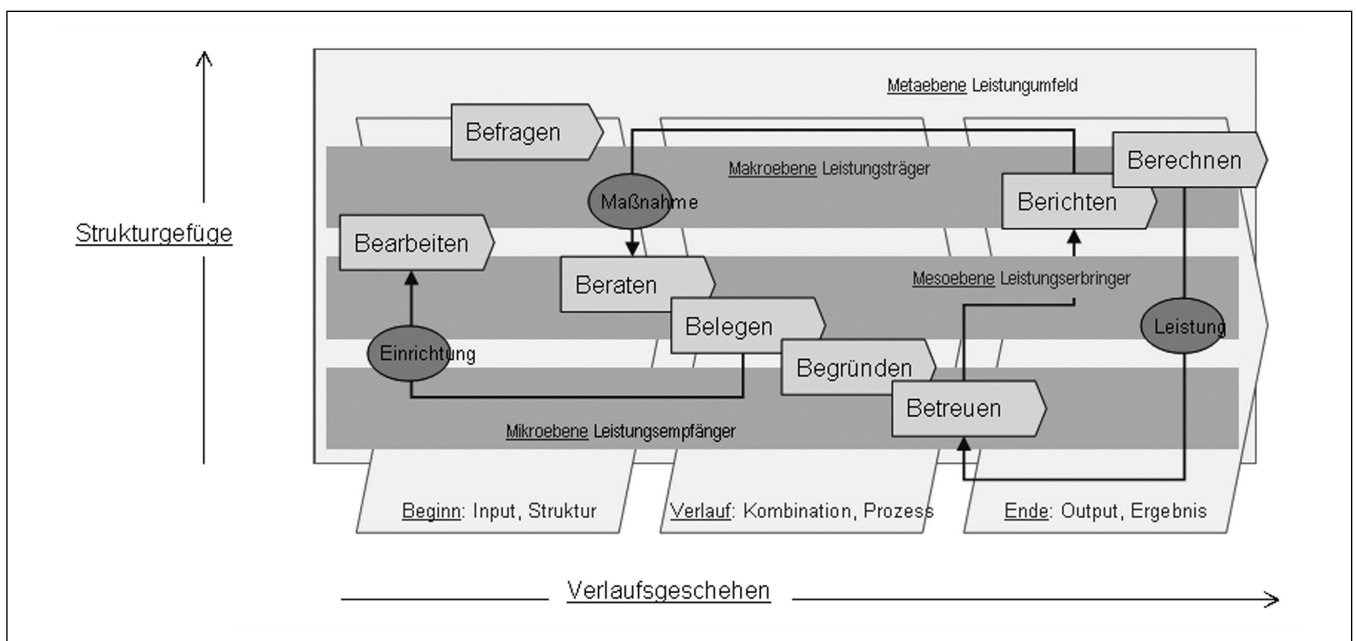 Metaebene Leistungumfeld
Befragen
Berechnen
Makroebene Leistungsträger
Maßnahme
Berichten
Strukturgefüge
Bearbeiten
Beraten
Mesoebene Leistungserbringer
Belegen
Leistung
Einrichtung
Begründen
Betreuen
Mikroebene Leistungsempfänger
Beginn: Input, Struktur
Verlauf: Kombination, Prozess
Ende: Output, Ergebnis
Verlaufsgeschehen